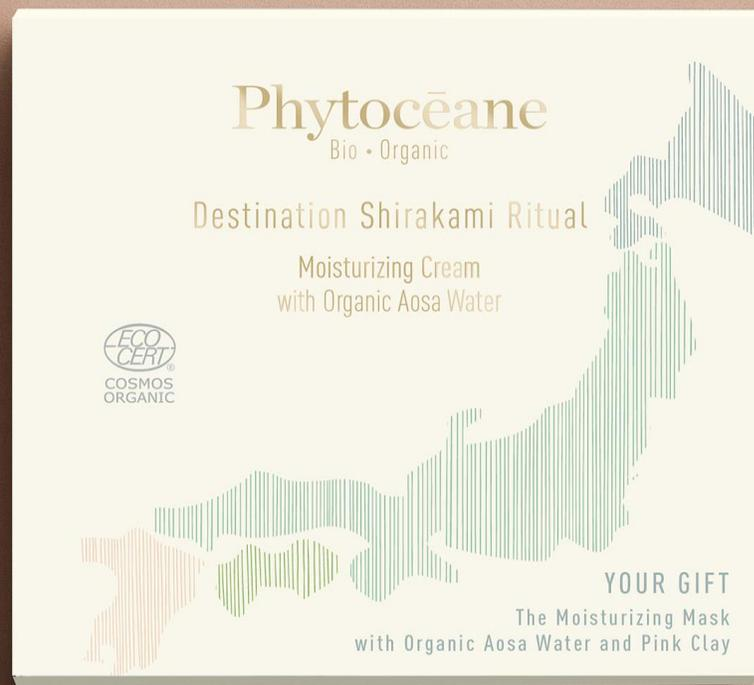 Phytocēane
Bio • Organic
Destination Shirakami Ritual
Moisturizing Cream
with Organic Aosa Water
ECO
CERT®
COSMOS
ORGANIC
YOUR GIFT
The Moisturizing Mask
with Organic Aosa Water and Pink Clay